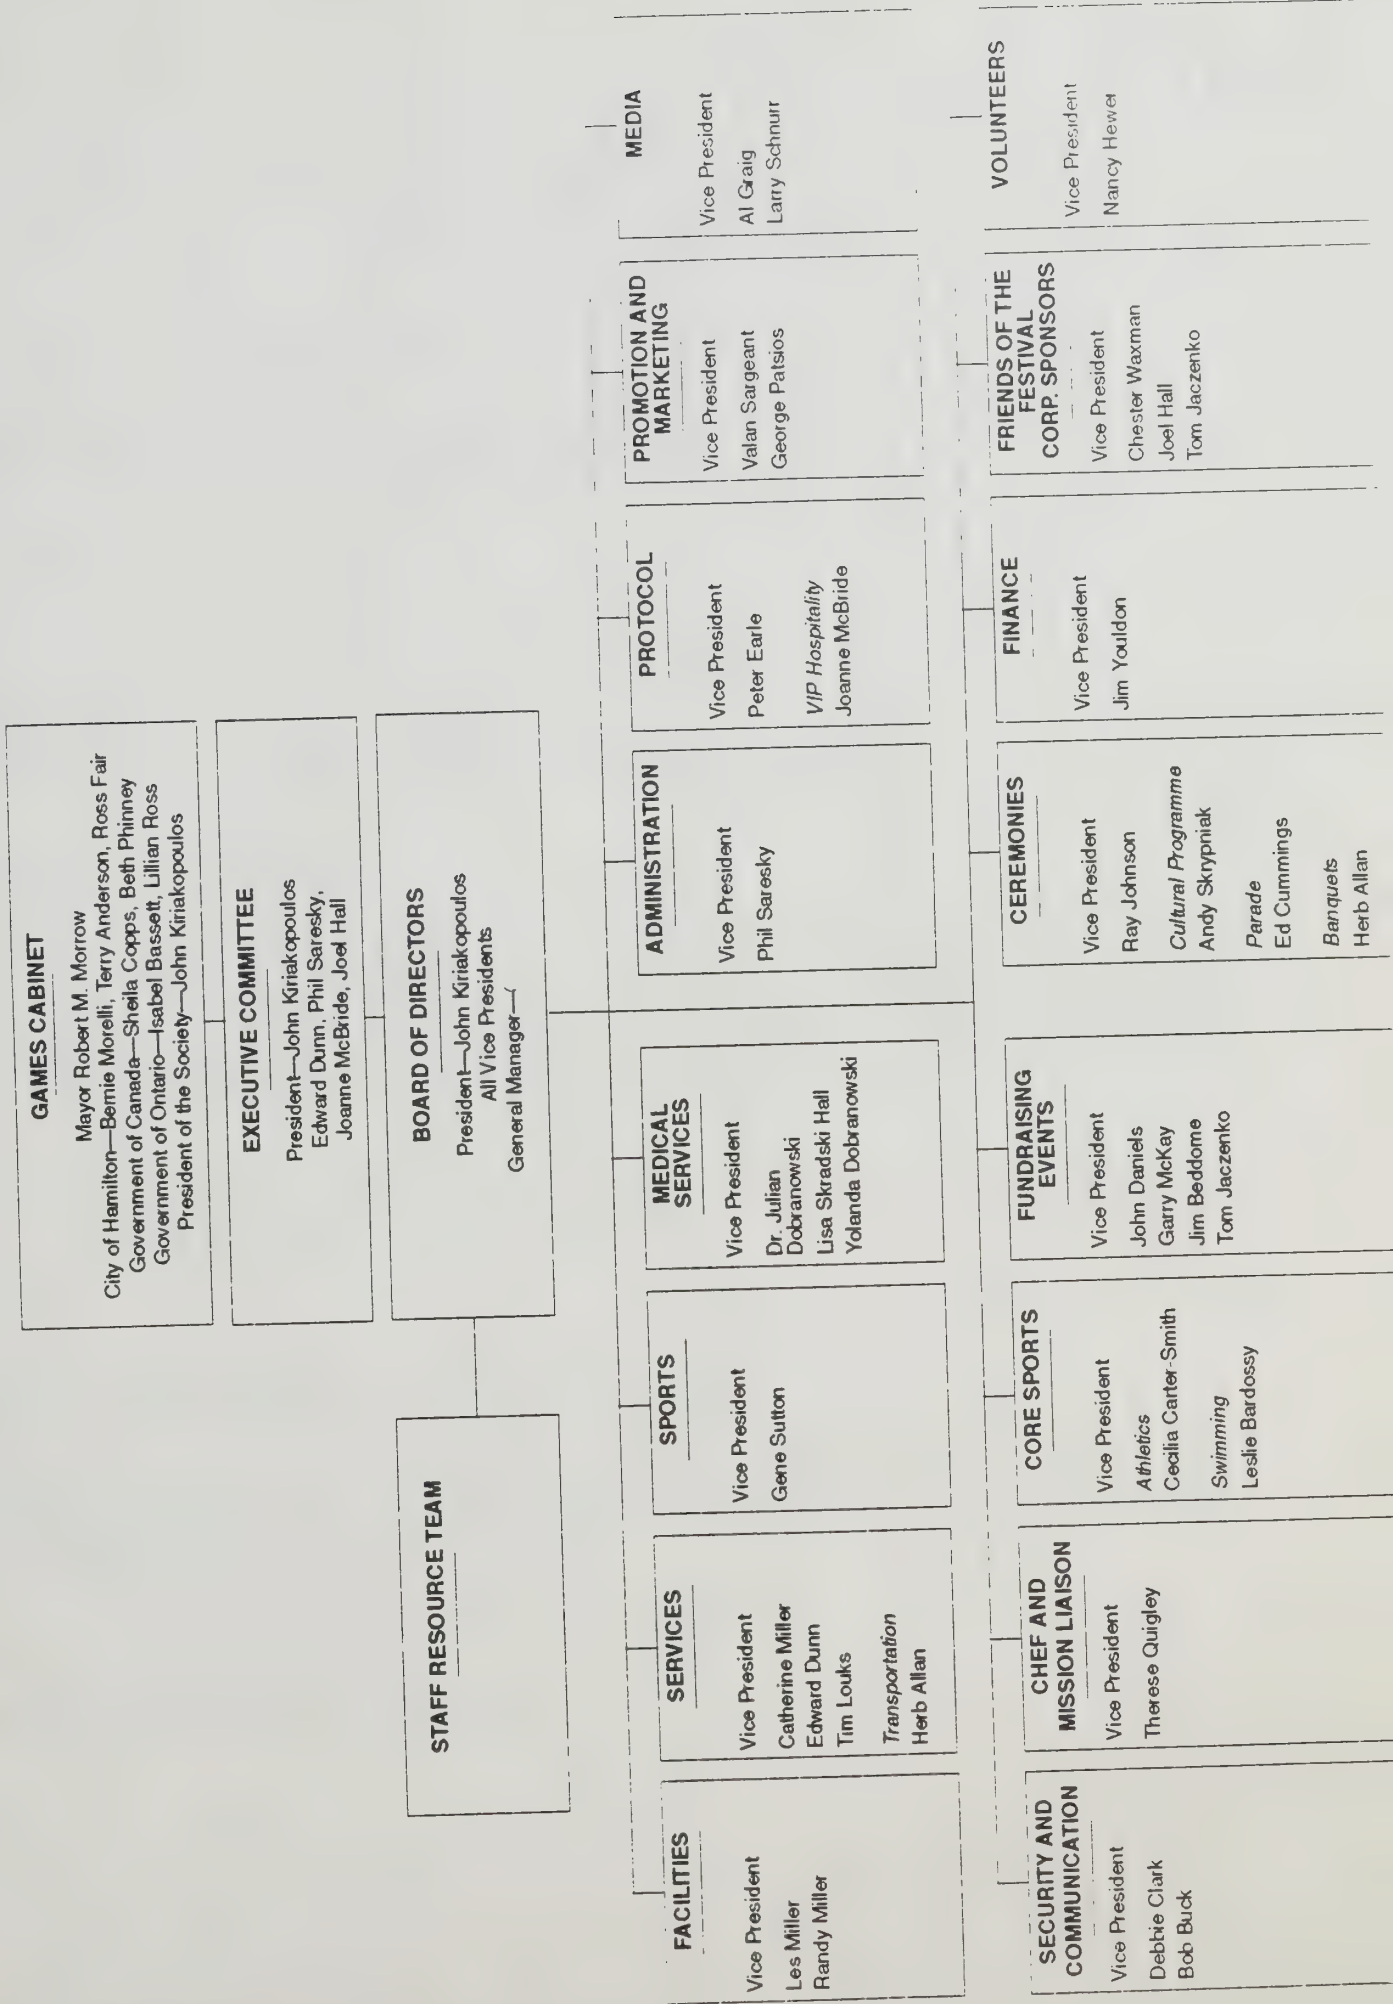 GAMES CABINET
Mayor Robert M. Morrow
City of Hamilton—Bernie Morelli, Terry Anderson, Ross Fair
Government of Canada—Sheila Copps, Beth Phinney
Government of Ontario—Isabel Bassett, Lillian Ross
President of the Society—John Kiriakopoulos
EXECUTIVE COMMITTEE
President—John Kiriakopoulos
Edward Dunn, Phil Saresky,
Joanne McBride, Joel Hall
STAFF RESOURCE TEAM
BOARD OF DIRECTORS
President—John Kiriakopoulos
All Vice Presidents
General Manager—
FACILITIES
Vice President
Les Miller
Randy Miller
SERVICES
Vice President
Catherine Miller
Edward Dunn
Tim Louks
Transportation
Herb Allan
SPORTS
Vice President
Gene Sutton
MEDICAL
SERVICES
Vice President
Dr. Julian
Dobranowski
Lisa Skradski Hall
Yolanda Dobranowski
ADMINISTRATION
Vice President
Phil Saresky
PROTOCOL
Vice President
Peter Earle
VIP Hospitality
Joanne McBride
PROMOTION AND
MARKETING
Vice President
Valan Sargeant
George Patsios
MEDIA
Vice President
Al Graig
Larry Schnurr
SECURITY AND
COMMUNICATION
Vice President
Debbie Clark
Bob Buck
CHEF AND
MISSION LIAISON
Vice President
Therese Quigley
CORE SPORTS
Vice President
Athletics
Cecilia Carter-Smith
Swimming
Leslie Bardossy
FUNDRAISING
EVENTS
Vice President
John Daniels
Garry McKay
Jim Beddome
Tom Jaczenko
CEREMONIES
Vice President
Ray Johnson
Cultural Programme
Andy Skrypniak
Parade
Ed Cummings
Banquets
Herb Allan
FINANCE
Vice President
Jim Youldon
FRIENDS OF THE
FESTIVAL
CORP. SPONSORS
Vice President
Chester Waxman
Joel Hall
Tom Jaczenko
VOLUNTEERS
Vice President
Nancy Hewer